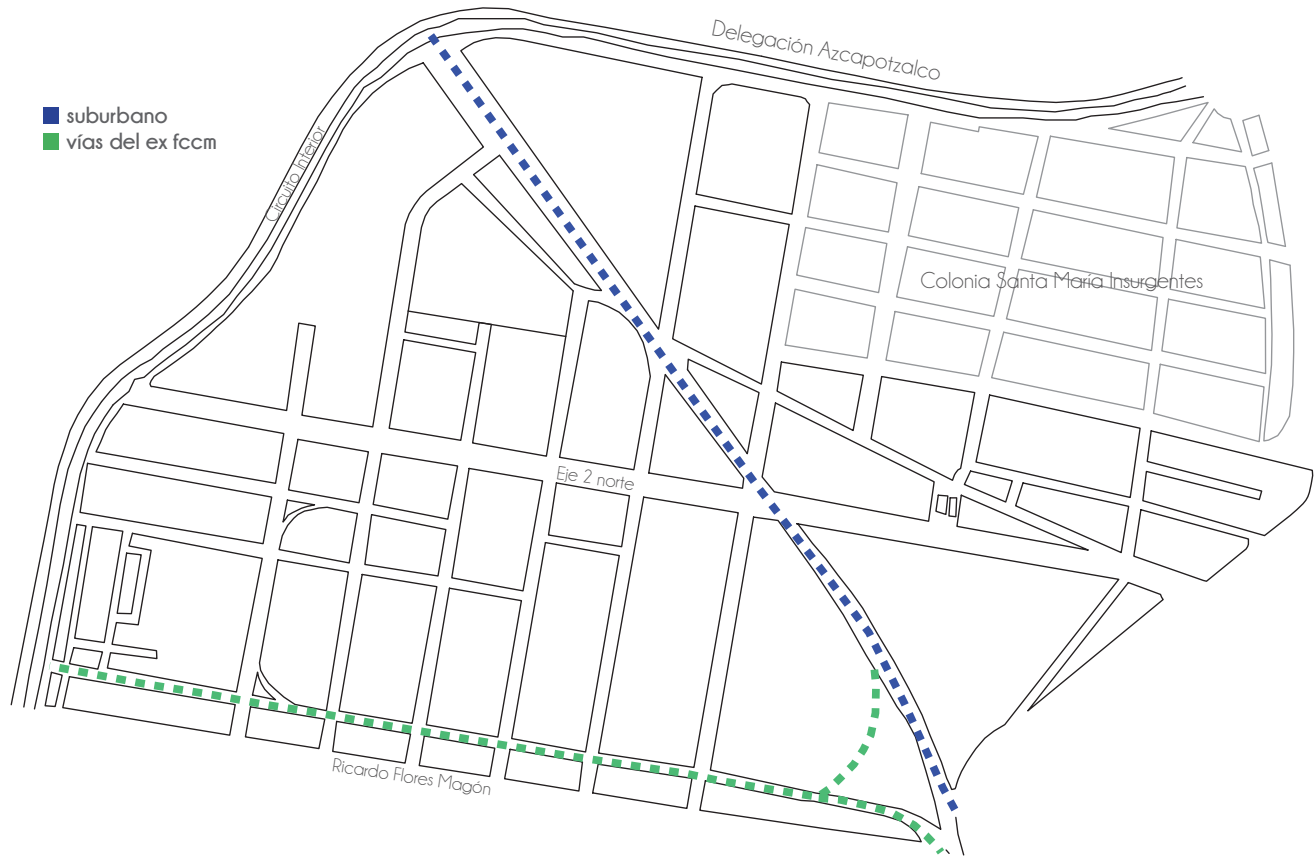 Delegación Azcapotzalco
suburbano
vías del ex fccm
Circuito Interior
Colonia Santa María Insurgentes
Eje 2 norte
Ricardo Flores Magón